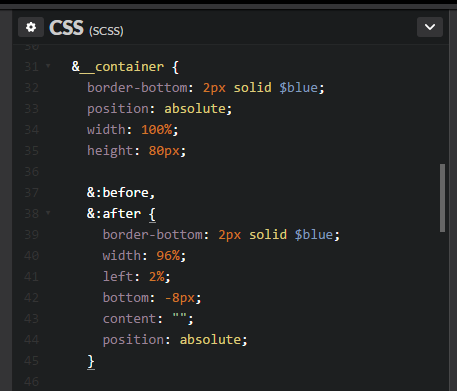 CSS (SCSS)
30
31 &__container {
32 border-bottom: 2px solid $blue;
33 position: absolute;
34 width: 100%;
35 height: 80px;
36
37 &:before,
38 &:after {
39 border-bottom: 2px solid $blue;
40 width: 96%;
41 left: 2%;
42 bottom: -8px;
43 content: "";
44 position: absolute;
45 }
46